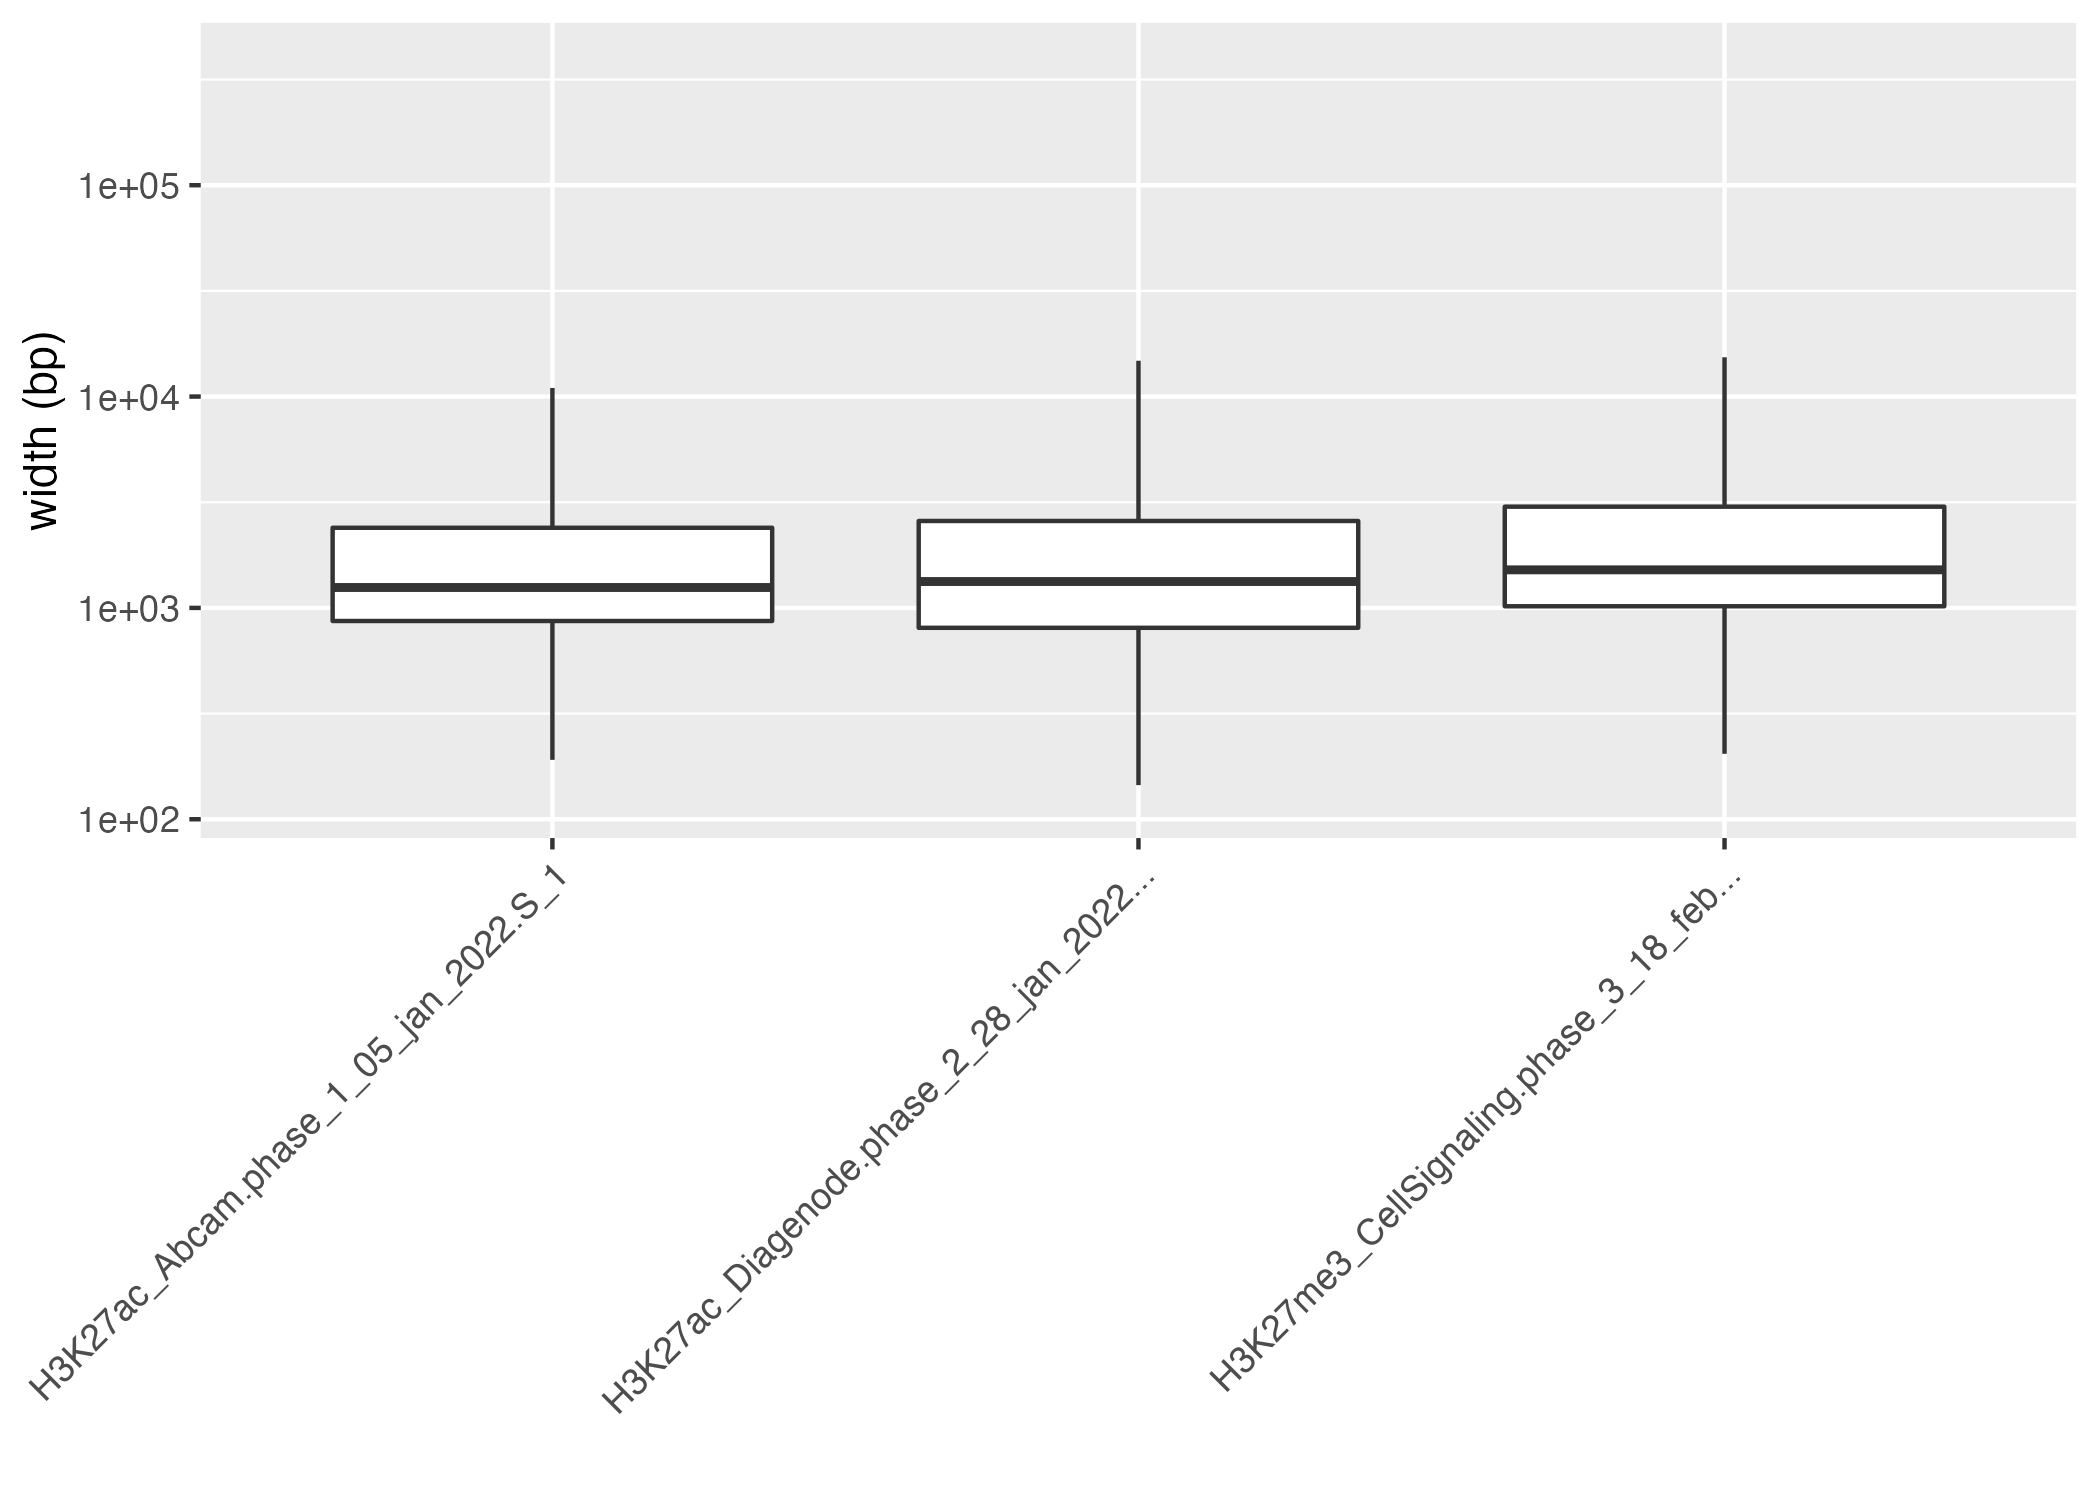 width (bp)
1e+05
1e+04
1e+03
1e+02
H3K27ac_Abcam.phase_1_05_jan_2022.S_1
H3K27ac_Diagenode.phase_2_28_jan_2022...
H3K27me3_CellSignaling.phase_3_18_feb...